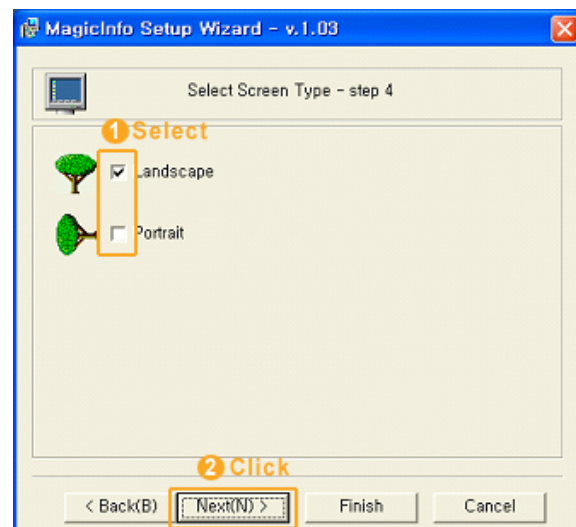 MagicInfo Setup Wizard - v.1.03
Select Screen Type - step 4
1 Select
Landscape
Portrait
2 Click
< Back(B) Next(N) > Finish Cancel